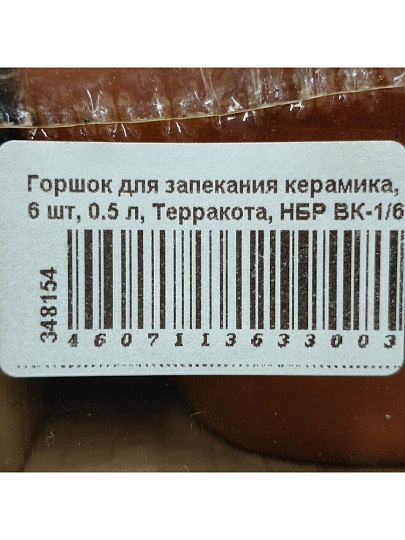 Горшок для запекания керамика,
6 шт, 0.5 л, Терракота, НБР ВК-1/6
348154
4607113633003